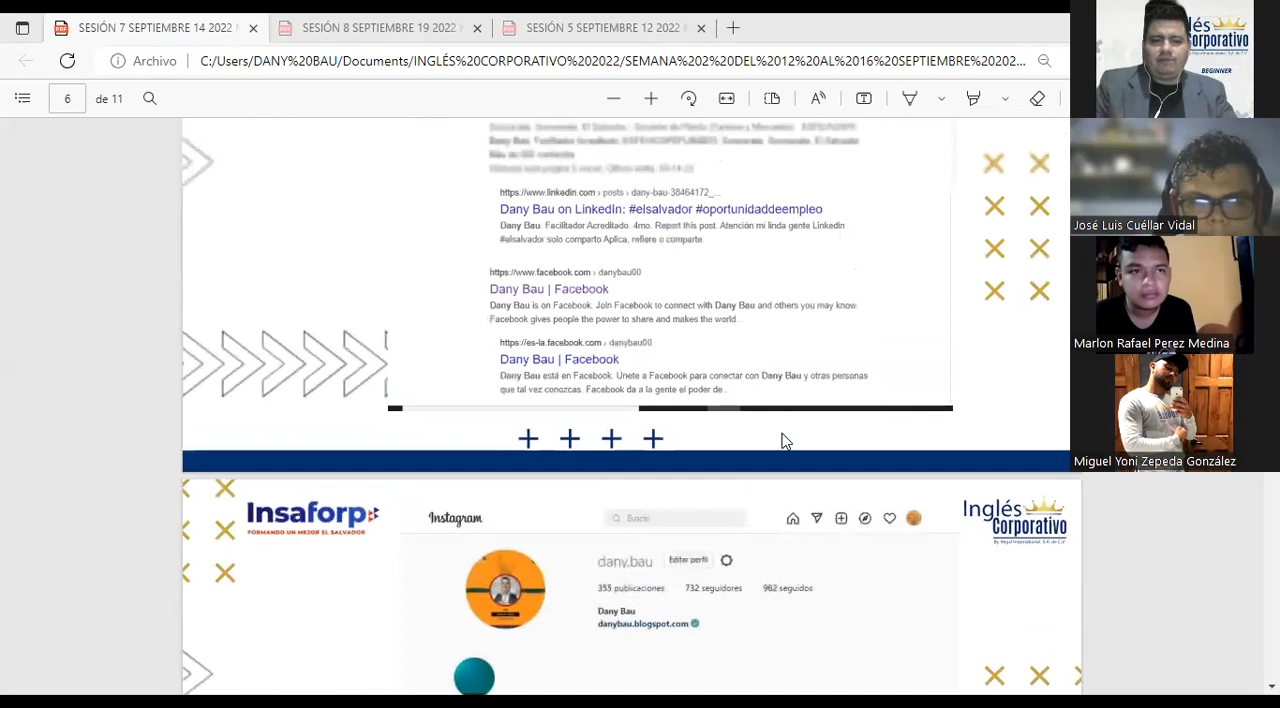 SESIÓN 7 SEPTIEMBRE 14 2022
SESIÓN 8 SEPTIEMBRE 19 2022
SESIÓN 5 SEPTIEMBRE 12 2022
Archivo
C:/Users/DANY%20BAU/Documents/INGLÉS%20CORPORATIVO%202022/SEMANA%202%20DEL%2012%20AL%2016%20SEPTIEMBRE%20202...
6 de 11
https://www.linkedin.com › posts › dany-bau-38464172_...
Dany Bau on LinkedIn: #elsalvador #oportunidaddeempleo
Dany Bau. Facilitador Acreditado. 4mo. Report this post. Atención mi linda gente Linkedin
#elsalvador solo comparto Aplica, refiere o comparte.
https://www.facebook.com › danybau00
Dany Bau | Facebook
Dany Bau is on Facebook. Join Facebook to connect with Dany Bau and others you may know.
Facebook gives people the power to share and makes the world...
https://es-la.facebook.com › danybau00
Dany Bau | Facebook
Dany Bau está en Facebook. Únete a Facebook para conectar con Dany Bau y otras personas
que tal vez conozcas. Facebook da a la gente el poder de...
Insaforp
FORMANDO UN MEJOR EL SALVADOR
Instagram
Buscar
Inglés
Corporativo
dany.bau
Editar perfil
355 publicaciones
732 seguidores
962 seguidos
Dany Bau
danybau.blogspot.com
lés
orporativo
BEGINNER
José Luis Cuéllar Vidal
Marlon Rafael Perez Medina
Miguel Yoni Zepeda González